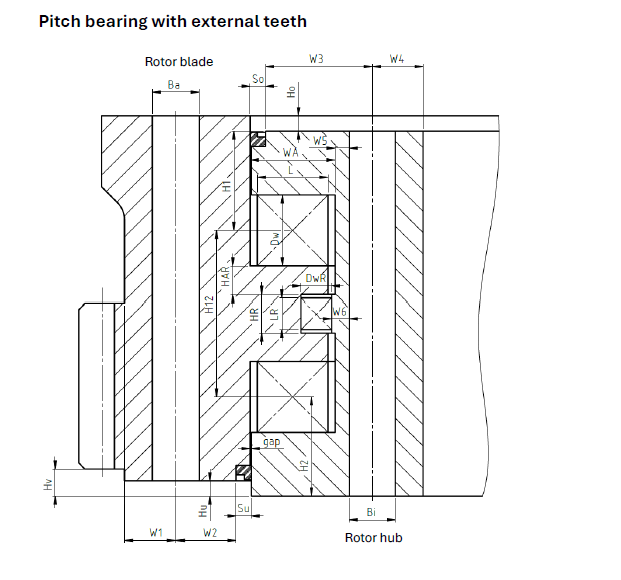 Pitch bearing with external teeth
Rotor blade
W3
W4
So
Ba
Ho
W5
WA
L
H1
Dw
HAR
DwR
H12
HR
LR
W6
gap
H2
Hv
Hu
Su
Bi
W1
W2
Rotor hub